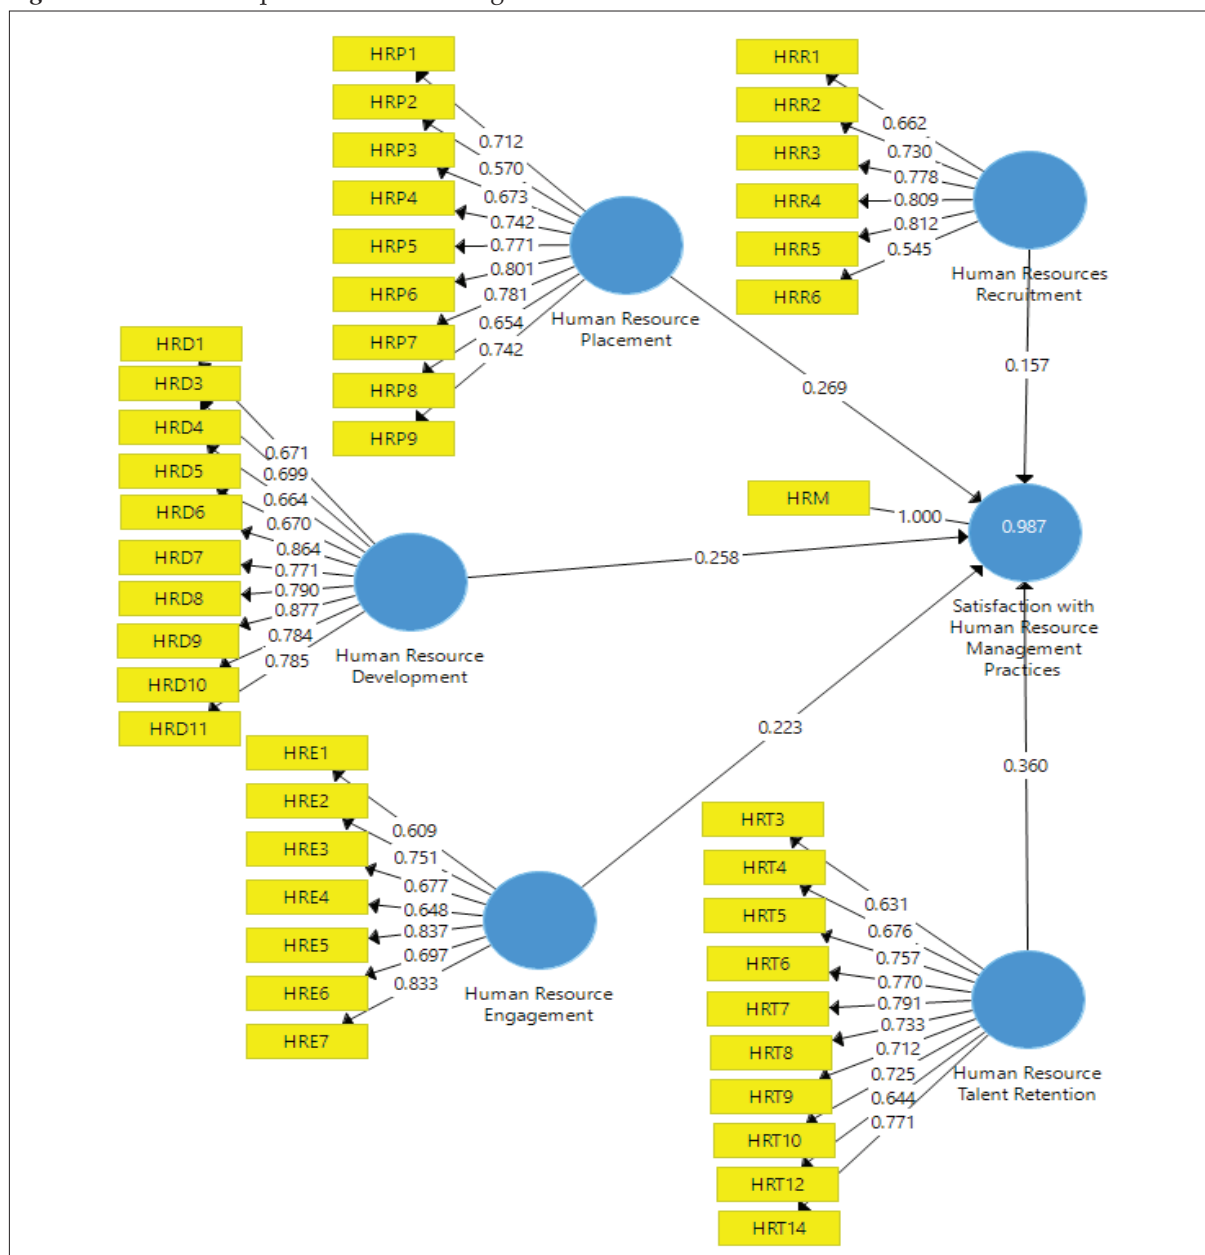 HRP1
HRP2
HRP3
HRP4
HRP5
HRP6
HRP7
HRP8
HRP9
0.712
0.570
0.673
0.742
0.771
0.801
0.781
0.654
0.742
Human Resource
Placement
HRR1
HRR2
HRR3
HRR4
HRR5
HRR6
0.662
0.730
0.778
0.809
0.812
0.545
Human Resources
Recruitment
0.269
0.157
HRD1
HRD3
HRD4
HRD5
HRD6
HRD7
HRD8
HRD9
HRD10
HRD11
0.671
0.699
0.664
0.670
0.864
0.771
0.790
0.877
0.784
0.785
Human Resource
Development
0.258
HRM
1.000
0.987
Satisfaction with
Human Resource
Management
Practices
0.223
0.360
HRE1
HRE2
HRE3
HRE4
HRE5
HRE6
HRE7
0.609
0.751
0.677
0.648
0.837
0.697
0.833
Human Resource
Engagement
HRT3
HRT4
HRT5
HRT6
HRT7
HRT8
HRT9
HRT10
HRT12
HRT14
0.631
0.676
0.757
0.770
0.791
0.733
0.712
0.725
0.644
0.771
Human Resource
Talent Retention